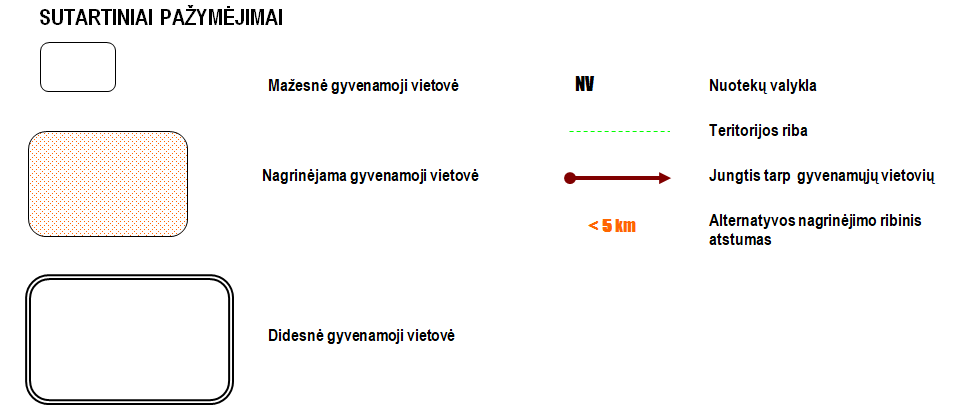 SUTARTINIAI PAŽYMĖJIMAI
Mažesnė gyvenamoji vietovė
Nagrinėjama gyvenamoji vietovė
Didesnė gyvenamoji vietovė
NV
Nuotekų valykla
Teritorijos riba
Jungtis tarp gyvenamųjų vietovių
< 5 km
Alternatyvos nagrinėjimo ribinis
atstumas